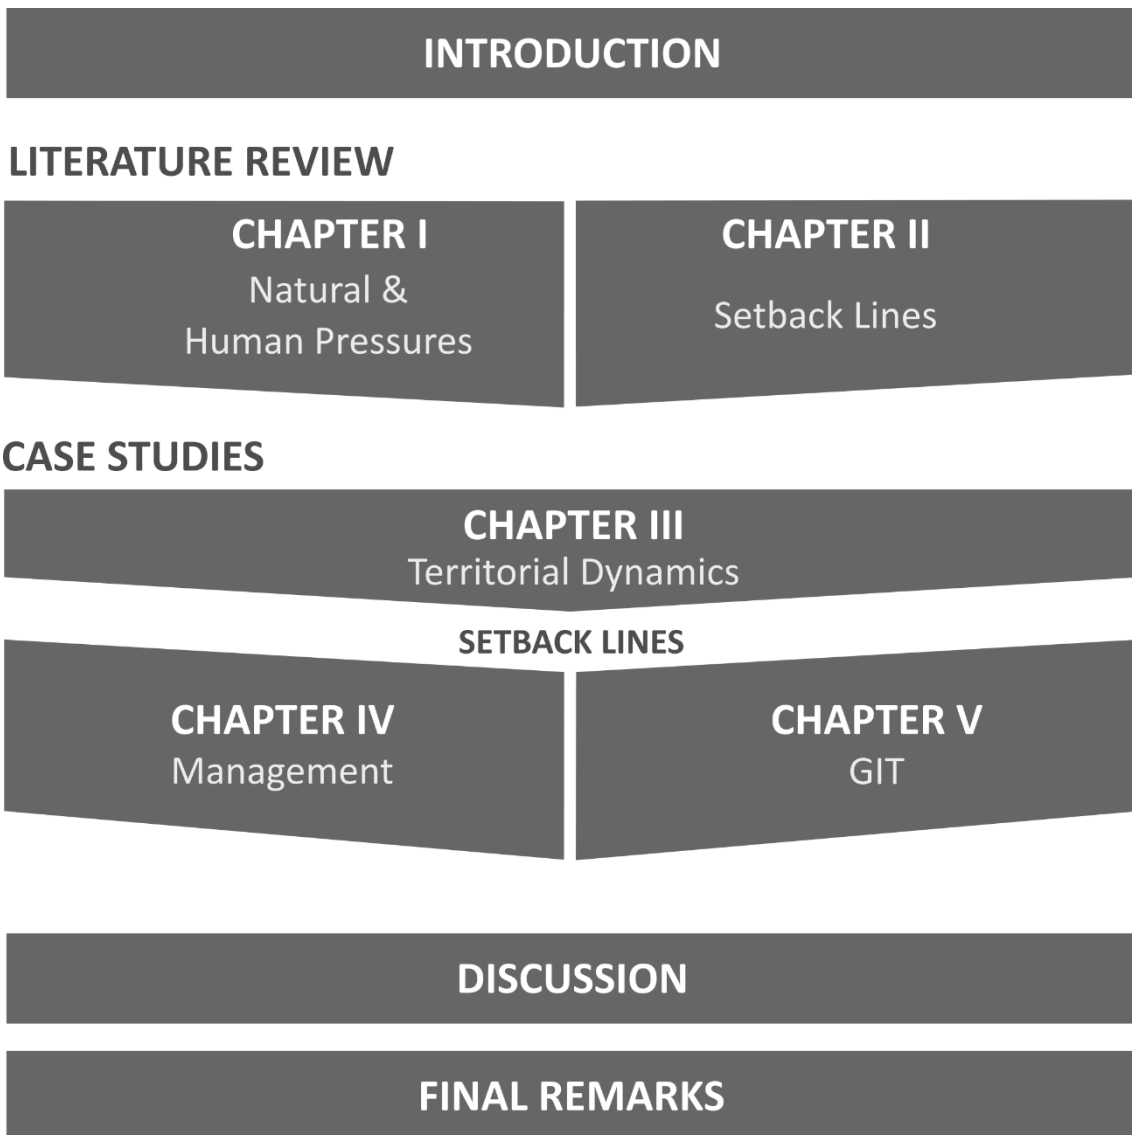 INTRODUCTION
LITERATURE REVIEW
CHAPTER I
Natural &
Human Pressures
CHAPTER II
Setback Lines
CASE STUDIES
CHAPTER III
Territorial Dynamics
SETBACK LINES
CHAPTER IV
Management
CHAPTER V
GIT
DISCUSSION
FINAL REMARKS